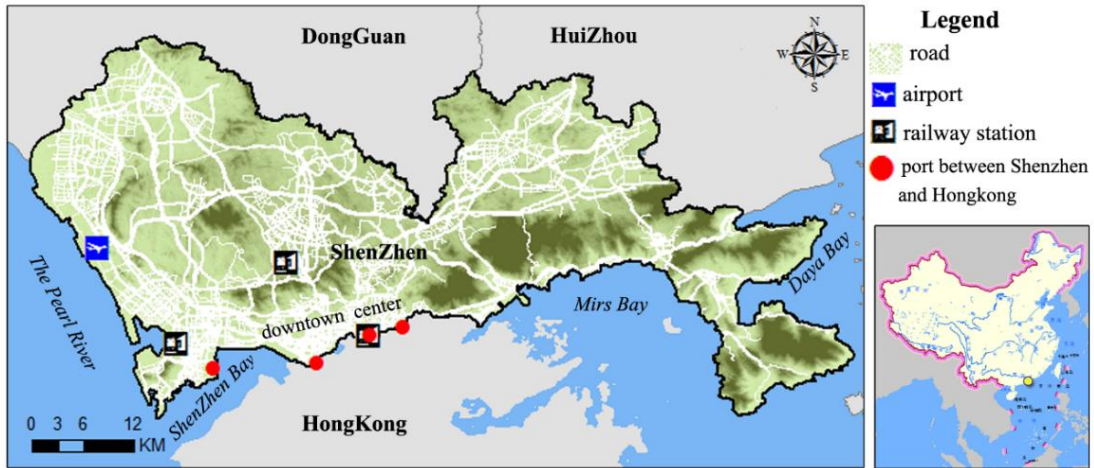 DongGuan
HuiZhou
N
W E
S
ShenZhen
downtown center
The Pearl River
ShenZhen Bay
Mirs Bay
Daya Bay
HongKong
0 3 6 12
KM
Legend
road
airport
railway station
port between Shenzhen
and Hongkong